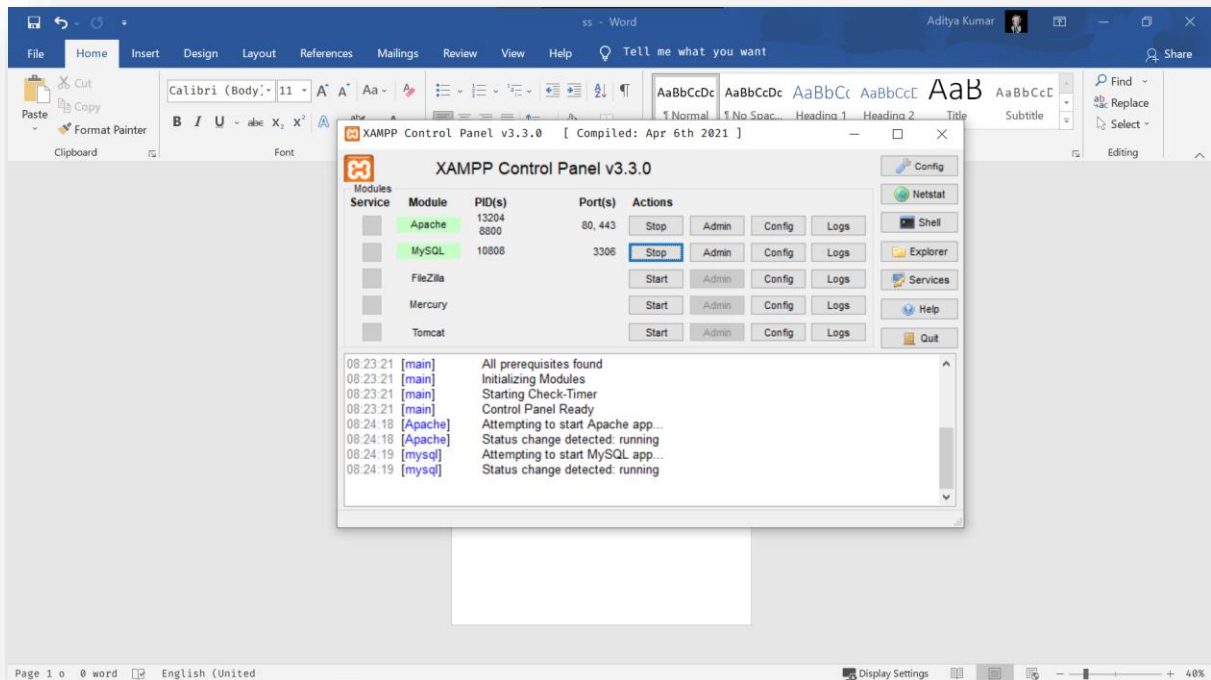 ss - Word
Aditya Kumar
File Home Insert Design Layout References Mailings Review View Help Tell me what you want
Share
Paste
Cut
Copy
Format Painter
Clipboard
Calibri (Body) 11
Font
AaBbCcDc AaBbCcDc AaBbCc AaBbCcE AaB AaBbCcC
¶ Normal ¶ No Spac... Heading 1 Heading 2 Title Subtitle
Find
Replace
Select
Editing
XAMPP Control Panel v3.3.0 [ Compiled: Apr 6th 2021 ]
XAMPP Control Panel v3.3.0
Modules
Service Module PID(s) Port(s) Actions
Apache 13204 8800 80, 443 Stop Admin Config Logs
MySQL 10808 3306 Stop Admin Config Logs
FileZilla Start Admin Config Logs
Mercury Start Admin Config Logs
Tomcat Start Admin Config Logs
Config
Netstat
Shell
Explorer
Services
Help
Quit
08:23:21 [main] All prerequisites found
08:23:21 [main] Initializing Modules
08:23:21 [main] Starting Check-Timer
08:23:21 [main] Control Panel Ready
08:24:18 [Apache] Attempting to start Apache app...
08:24:18 [Apache] Status change detected: running
08:24:19 [mysql] Attempting to start MySQL app...
08:24:19 [mysql] Status change detected: running
Page 1 o 0 word English (United
Display Settings
40%